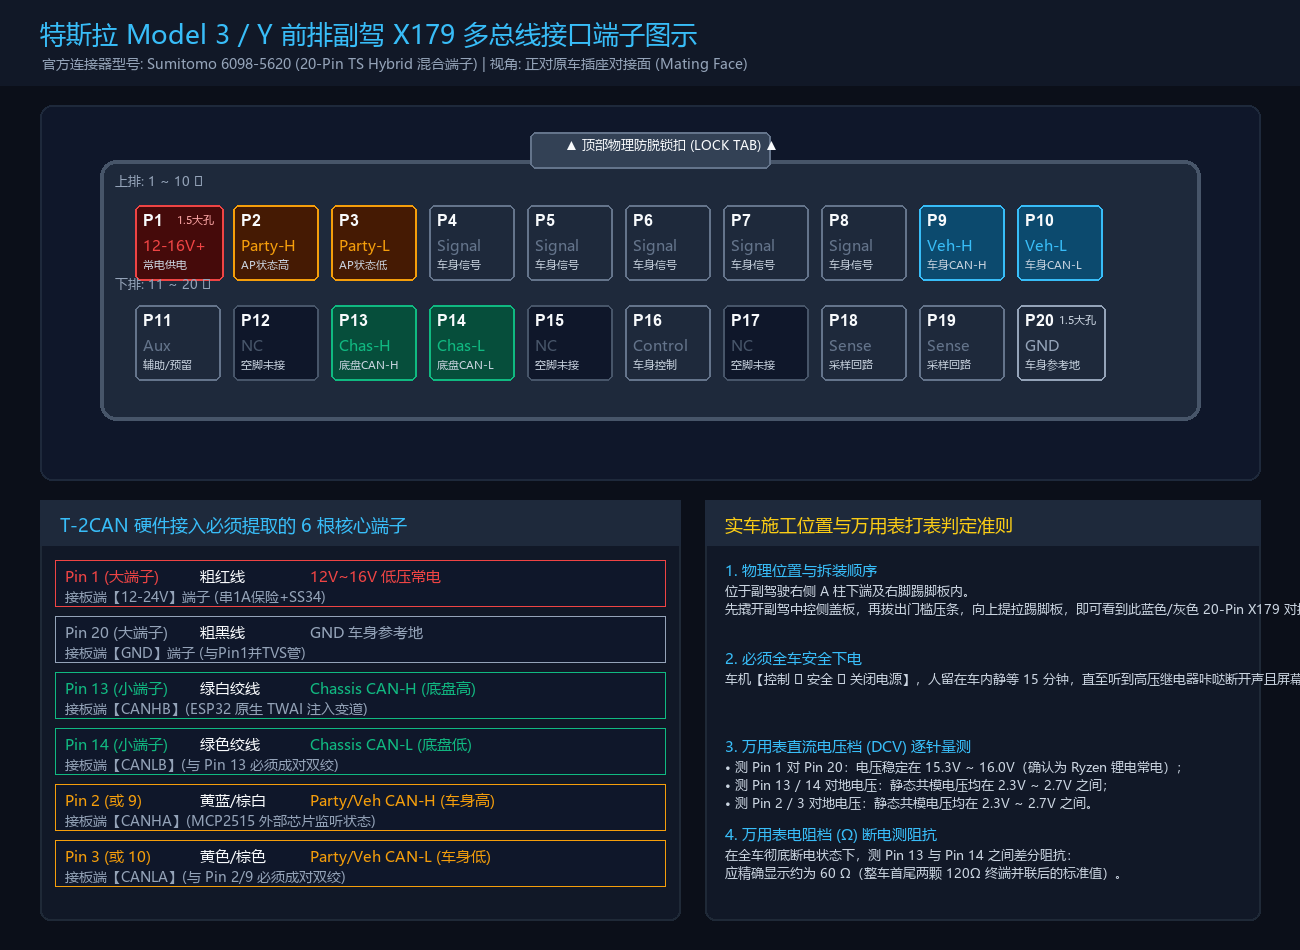 特斯拉 Model 3 / Y 前排副驾 X179 多总线接口端子图示
官方连接器型号: Sumitomo 6098-5620 (20-Pin TS Hybrid 混合端子) | 视角: 正对原车插座对接面 (Mating Face)
▲ 顶部物理防脱锁扣 (LOCK TAB) ▲
上排: 1 ~ 10
P1 1.5大孔
12-16V+
常电供电
P2
Party-H
AP状态高
P3
Party-L
AP状态低
P4
Signal
车身信号
P5
Signal
车身信号
P6
Signal
车身信号
P7
Signal
车身信号
P8
Signal
车身信号
P9
Veh-H
车身CAN-H
P10
Veh-L
车身CAN-L
下排: 11 ~ 20
P11
Aux
辅助/预留
P12
NC
空脚未接
P13
Chas-H
底盘CAN-H
P14
Chas-L
底盘CAN-L
P15
NC
空脚未接
P16
Control
车身控制
P17
NC
空脚未接
P18
Sense
采样回路
P19
Sense
采样回路
P20 1.5大孔
GND
车身参考地
T-2CAN 硬件接入必须提取的 6 根核心端子
Pin 1 (大端子) 粗红线 12V~16V 低压常电
接板端【12-24V】端子 (串1A保险+SS34)
Pin 20 (大端子) 粗黑线 GND 车身参考地
接板端【GND】端子 (与Pin1并TVS管)
Pin 13 (小端子) 绿白绞线 Chassis CAN-H (底盘高)
接板端【CANHB】(ESP32 原生 TWAI 注入变道)
Pin 14 (小端子) 绿色绞线 Chassis CAN-L (底盘低)
接板端【CANLB】(与 Pin 13 必须成对双绞)
Pin 2 (或 9) 黄蓝/棕白 Party/Veh CAN-H (车身高)
接板端【CANHA】(MCP2515 外部芯片监听状态)
Pin 3 (或 10) 黄色/棕色 Party/Veh CAN-L (车身低)
接板端【CANLA】(与 Pin 2/9 必须成对双绞)
实车施工位置与万用表打表判定准则
1. 物理位置与拆装顺序
位于副驾驶右侧 A 柱下端及右脚踢脚板内。
先撬开副驾中控侧盖板，再拔出门槛压条，向上提拉踢脚板，即可看到此蓝色/灰色 20-Pin X179 对
2. 必须全车安全下电
车机【控制 安全 关闭电源】，人留在车内静等 15 分钟，直至听到高压继电器咔哒断开声且屏幕
3. 万用表直流电压档 (DCV) 逐针量测
• 测 Pin 1 对 Pin 20：电压稳定在 15.3V ~ 16.0V（确认为 Ryzen 锂电常电）；
• 测 Pin 13 / 14 对地电压：静态共模电压均在 2.3V ~ 2.7V 之间；
• 测 Pin 2 / 3 对地电压：静态共模电压均在 2.3V ~ 2.7V 之间。
4. 万用表电阻档 (Ω) 断电测阻抗
在全车彻底断电状态下，测 Pin 13 与 Pin 14 之间差分阻抗：
应精确显示约为 60 Ω（整车首尾两颗 120Ω 终端并联后的标准值）。